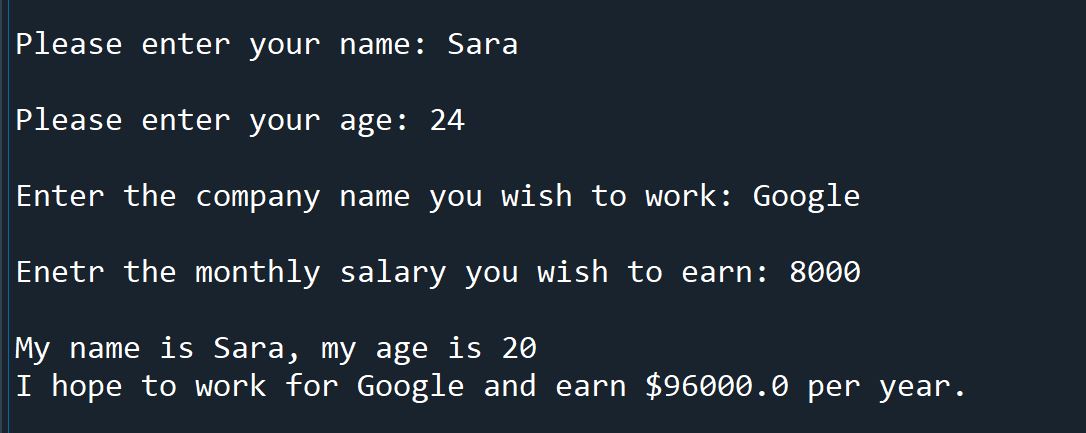 Please enter your name: Sara
Please enter your age: 24
Enter the company name you wish to work: Google
Enetr the monthly salary you wish to earn: 8000
My name is Sara, my age is 20
I hope to work for Google and earn $96000.0 per year.